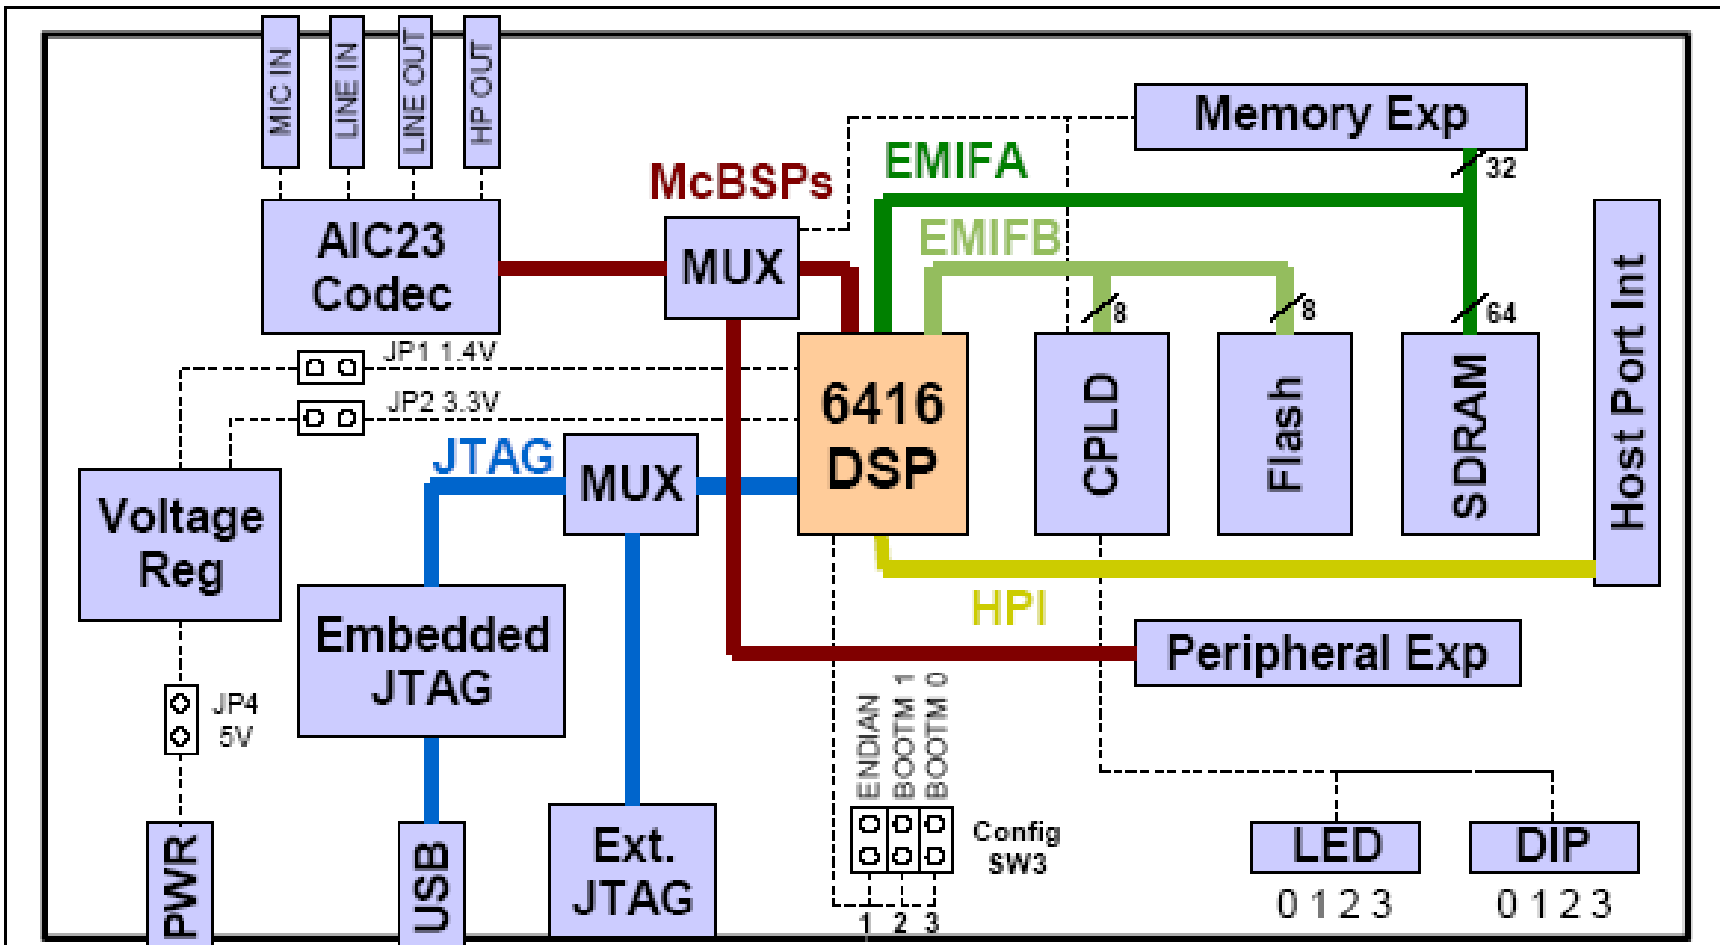 MIC IN
LINE IN
LINE OUT
HP OUT
Memory Exp
32
McBSPs
EMIFA
AIC23
Codec
MUX
EMIFB
8
8
64
Host Port Int
JP1 1.4V
JP2 3.3V
6416
DSP
CPLD
Flash
SDRAM
JTAG
MUX
Voltage
Reg
HPI
Embedded
JTAG
Peripheral Exp
JP4
5V
ENDIAN
BOOTM 1
BOOTM 0
Config
SW3
PWR
USB
Ext.
JTAG
LED
DIP
1 2 3
0 1 2 3
0 1 2 3